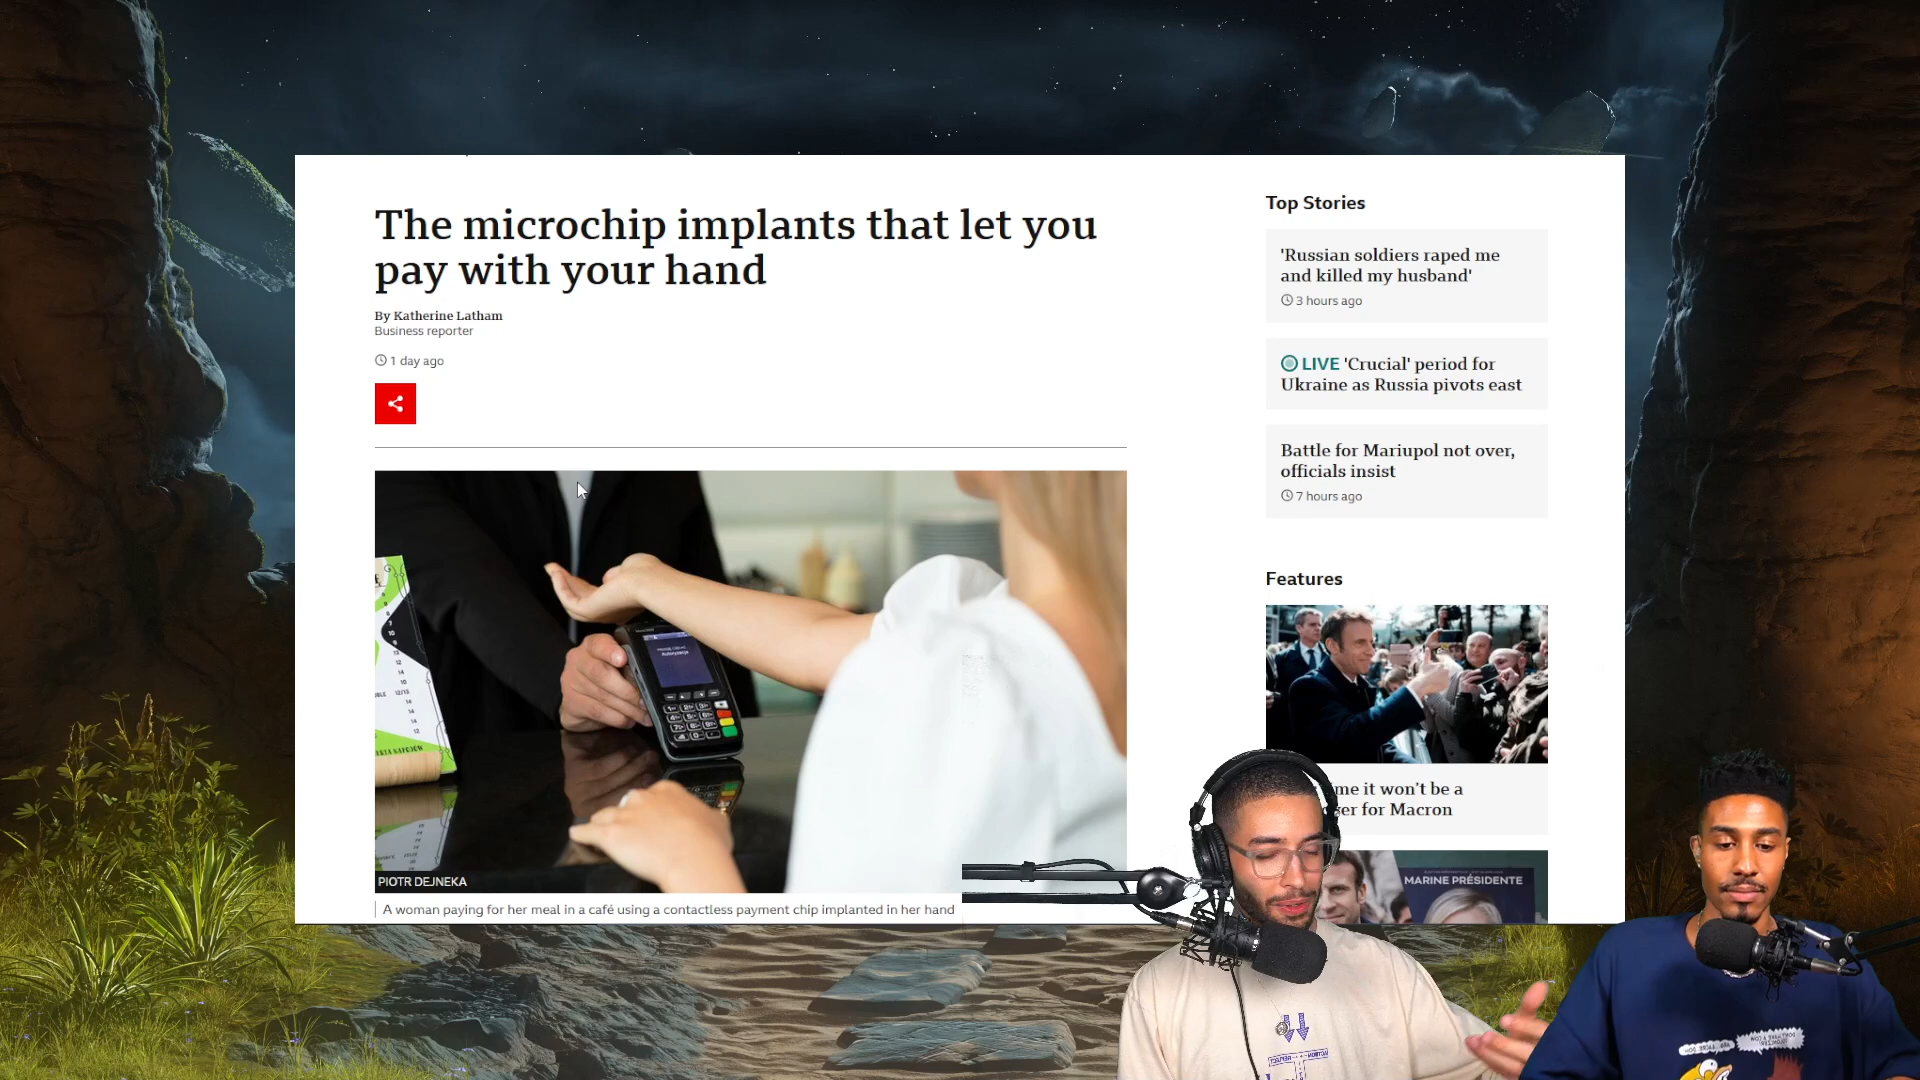 The microchip implants that let you
pay with your hand
By Katherine Latham
Business reporter
1 day ago
PIOTR DEJNEKA
A woman paying for her meal in a café using a contactless payment chip implanted in her hand
Top Stories
'Russian soldiers raped me
and killed my husband'
3 hours ago
LIVE 'Crucial' period for
Ukraine as Russia pivots east
Battle for Mariupol not over,
officials insist
7 hours ago
Features
it won't be a
for Macron
MARINE PRÉSIDENTE